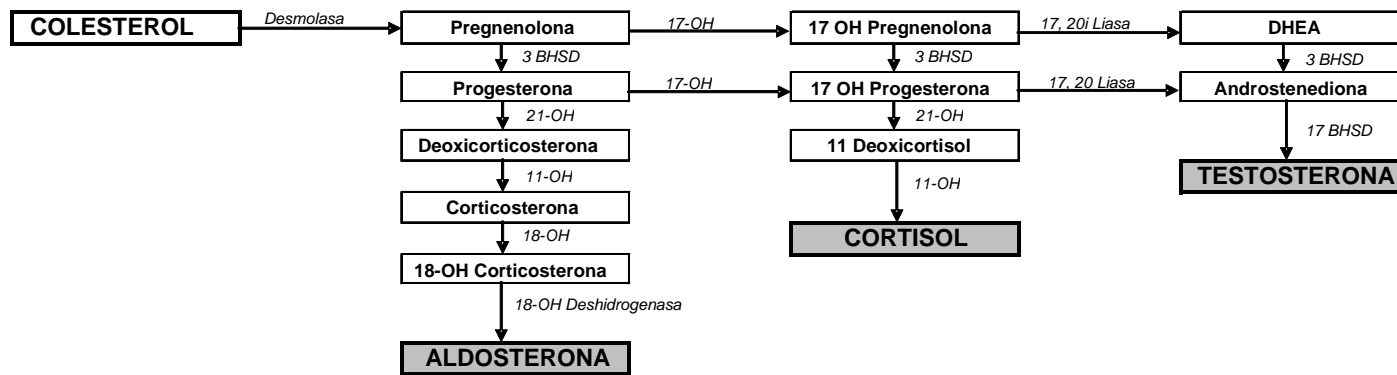 COLESTEROL
Desmolasa
Pregnenolona
17-OH
17 OH Pregnenolona
17, 20i Liasa
DHEA
3 BHSD
3 BHSD
3 BHSD
Progesterona
17-OH
17 OH Progesterona
17, 20 Liasa
Androstenediona
21-OH
21-OH
17 BHSD
Deoxicorticosterona
11 Deoxicortisol
11-OH
11-OH
TESTOSTERONA
Corticosterona
18-OH
CORTISOL
18-OH Corticosterona
18-OH Deshidrogenasa
ALDOSTERONA